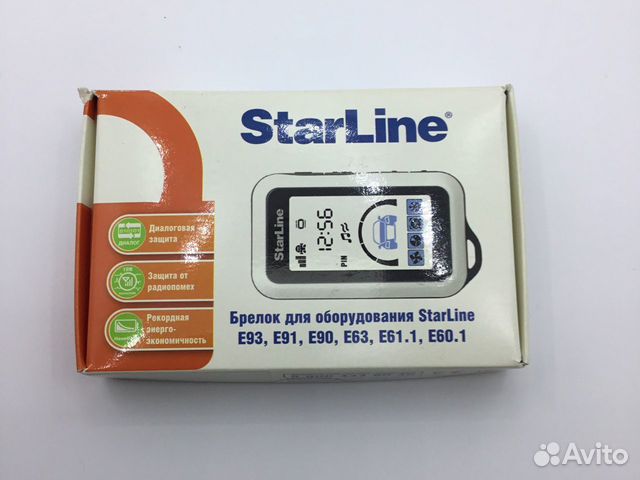 StarLine®
StarLine
12:56
PIN
ДИАЛОГ
Диалоговая
защита
Защита от
радиопомех
Рекордная
энерго-
экономичность
Брелок для оборудования StarLine
E93, E91, E90, E63, E61.1, E60.1
Avito